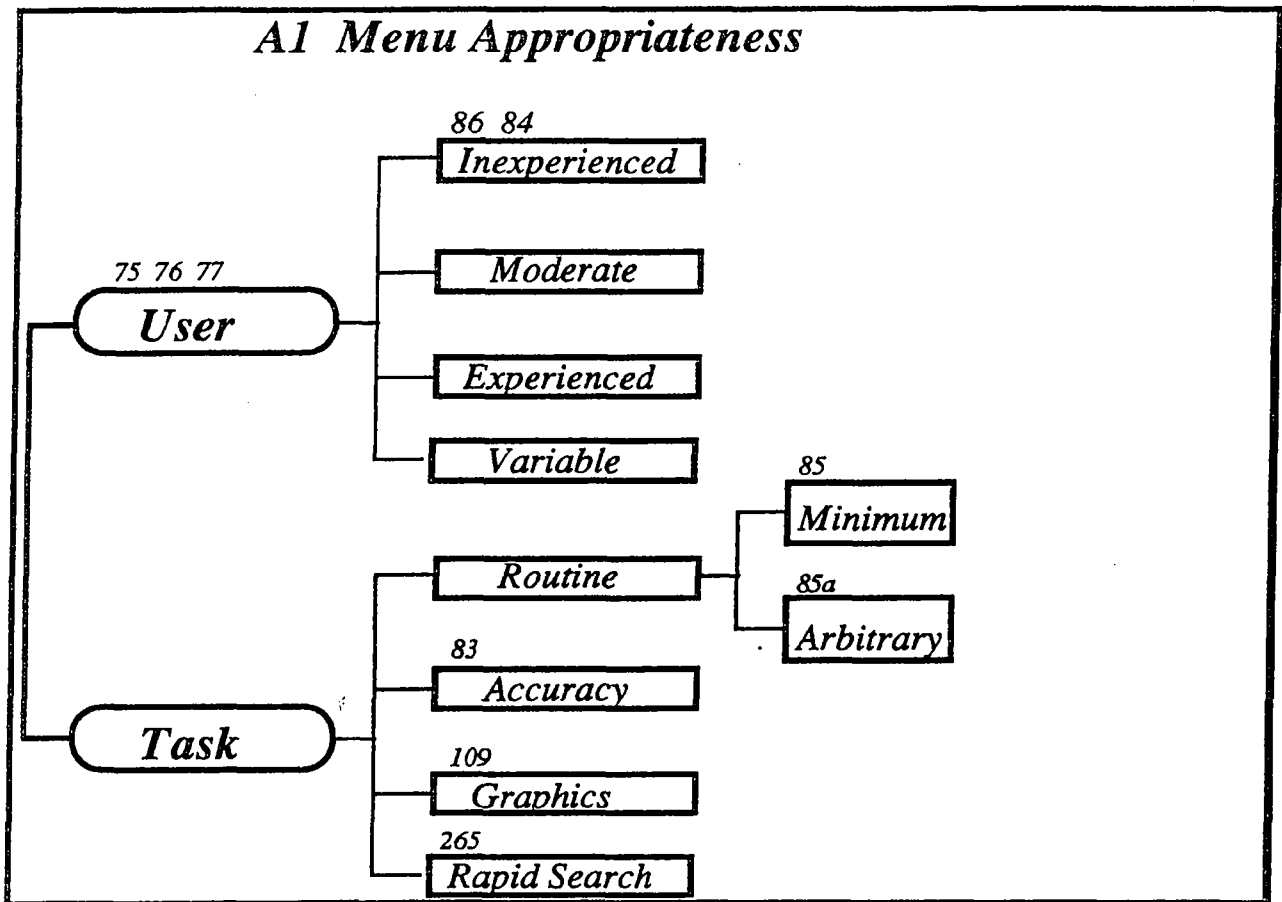 A1 Menu Appropriateness
86 84
Inexperienced
Moderate
75 76 77
User
Experienced
Variable
85
Minimum
Routine
85a
Arbitrary
83
Accuracy
Task
109
Graphics
265
Rapid Search